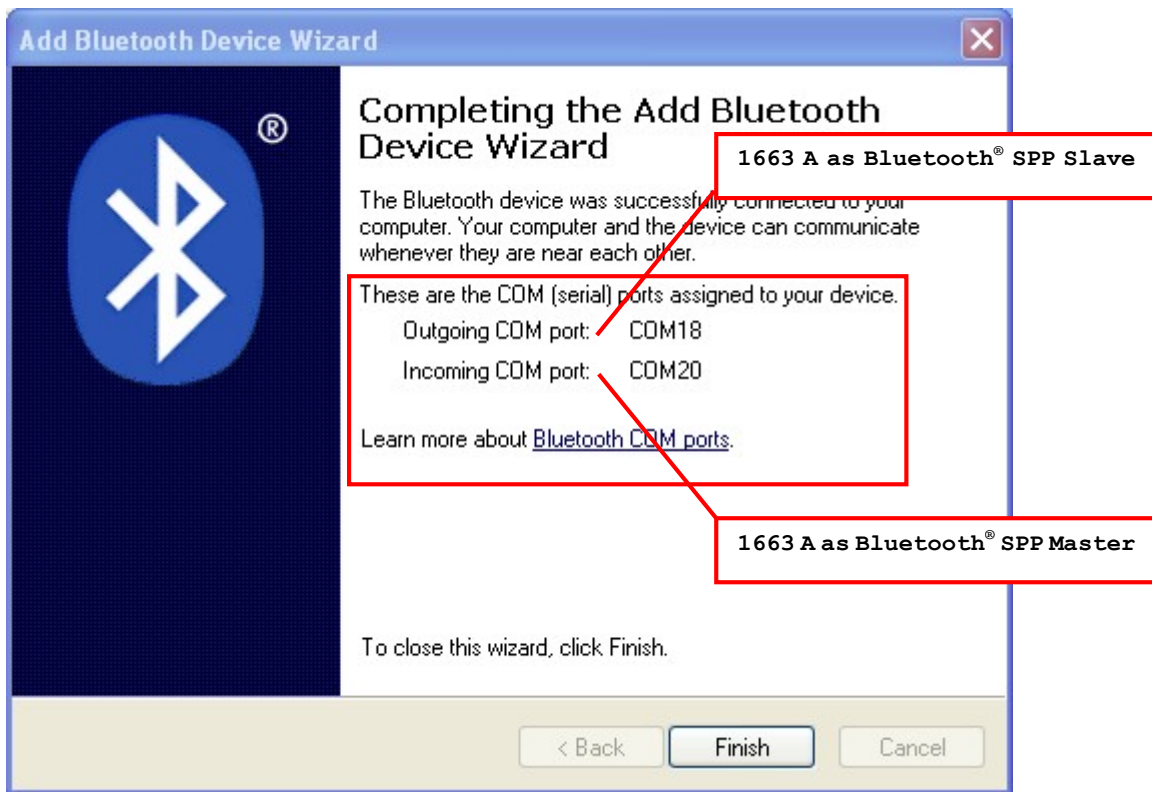 Add Bluetooth Device Wizard
®
Completing the Add Bluetooth
Device Wizard
1663 A as Bluetooth® SPP Slave
The Bluetooth device was successfully connected to your
computer. Your computer and the device can communicate
whenever they are near each other.
These are the COM (serial) ports assigned to your device.
Outgoing COM port: COM18
Incoming COM port: COM20
Learn more about Bluetooth COM ports.
1663 A as Bluetooth® SPP Master
To close this wizard, click Finish.
< Back Finish Cancel